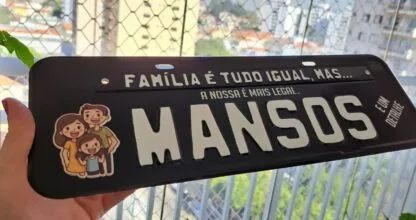 FAMÍLIA É TUDO IGUAL, MAS...
A NOSSA É MAIS LEGAL..
MANSOS
E UM
DETALHE